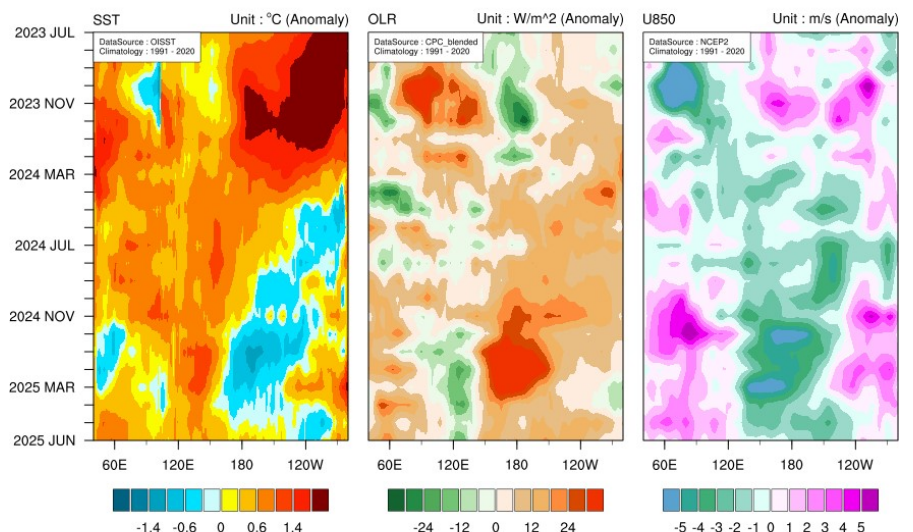 SST Unit : °C (Anomaly)
OLR Unit : W/m^2 (Anomaly)
U850 Unit : m/s (Anomaly)
DataSource : OISST
Climatology : 1991 - 2020
DataSource : CPC_blended
Climatology : 1991 - 2020
DataSource : NCEP2
Climatology : 1991 - 2020
2023 JUL
2023 NOV
2024 MAR
2024 JUL
2024 NOV
2025 MAR
2025 JUN
60E 120E 180 120W
60E 120E 180 120W
60E 120E 180 120W
-1.4 -0.6 0 0.6 1.4
-24 -12 0 12 24
-5 -4 -3 -2 -1 0 1 2 3 4 5